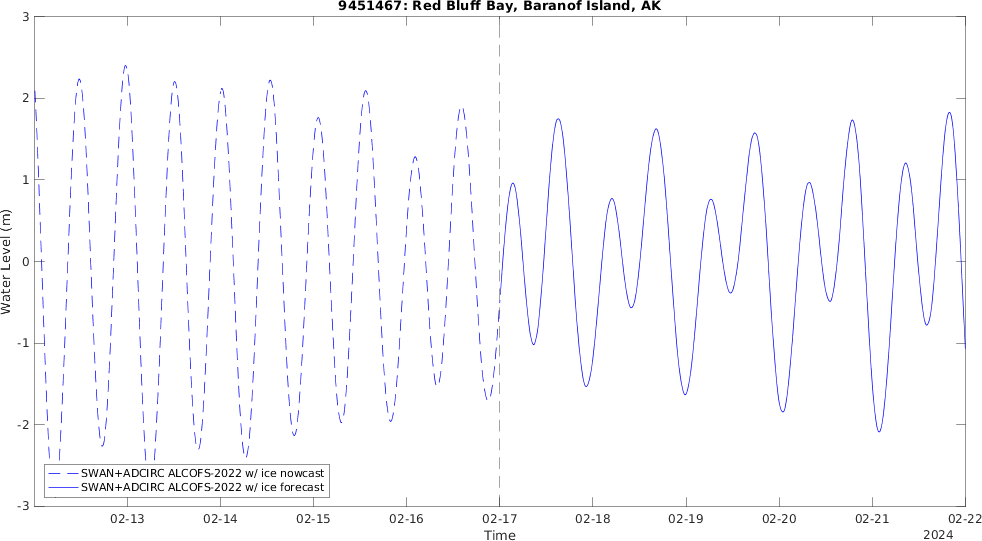 9451467: Red Bluff Bay, Baranof Island, AK
3
2
1
0
-1
-2
-3
Water Level (m)
SWAN+ADCIRC ALCOFS-2022 w/ ice nowcast
SWAN+ADCIRC ALCOFS-2022 w/ ice forecast
02-13 02-14 02-15 02-16 02-17 02-18 02-19 02-20 02-21 02-22
Time
2024